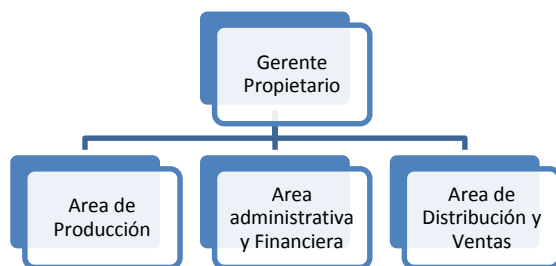 Gerente
Propietario
Area de
Producción
Area
administrativa
y Financiera
Area de
Distribución y
Ventas